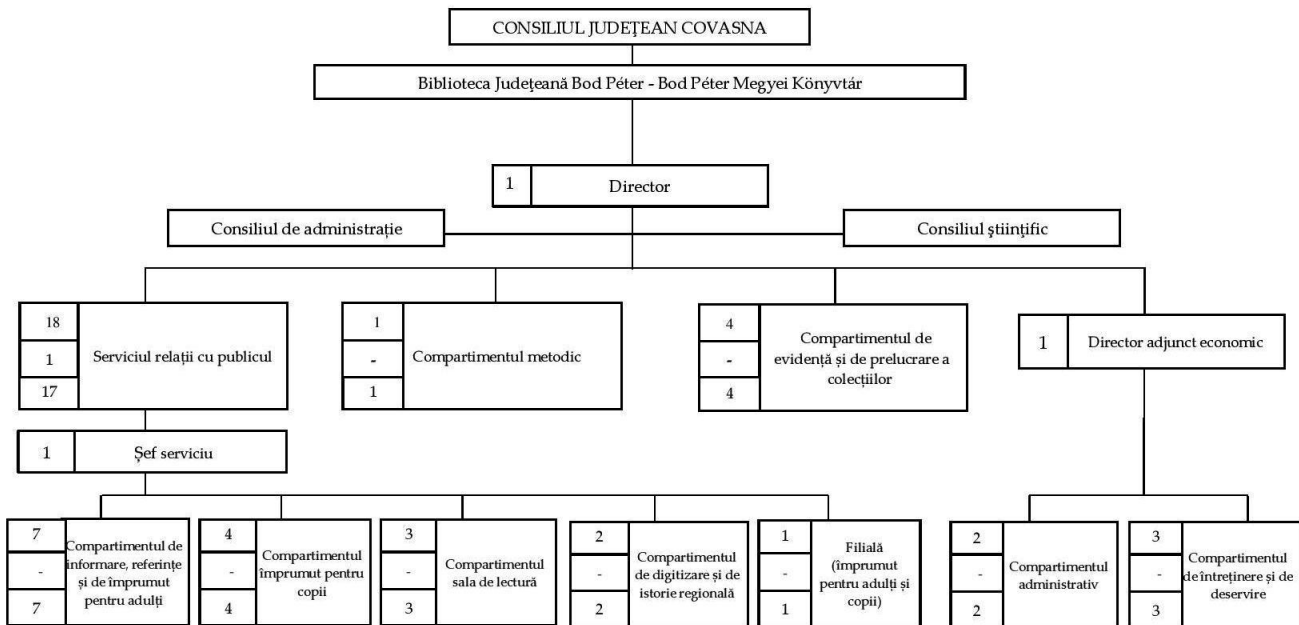 CONSILIUL JUDEŢEAN COVASNA
Biblioteca Judeţeană Bod Péter - Bod Péter Megyei Könyvtár
1
Director
Consiliul de administrație
Consiliul ştiinţific
18
1
17
Serviciul relații cu publicul
1
-
1
Compartimentul metodic
4
-
4
Compartimentul de
evidență și de prelucrare a
colecțiilor
1
Director adjunct economic
1
Șef serviciu
7
-
7
Compartimentul de
informare, referințe
și de împrumut
pentru adulți
4
-
4
Compartimentul
împrumut pentru
copii
3
-
3
Compartimentul
sala de lectură
2
-
2
Compartimentul
de digitizare și de
istorie regională
1
-
1
Filială
(împrumut
pentru adulți și
copii)
2
-
2
Compartimentul
administrativ
3
-
3
Compartimentul
de întreținere și de
deservire